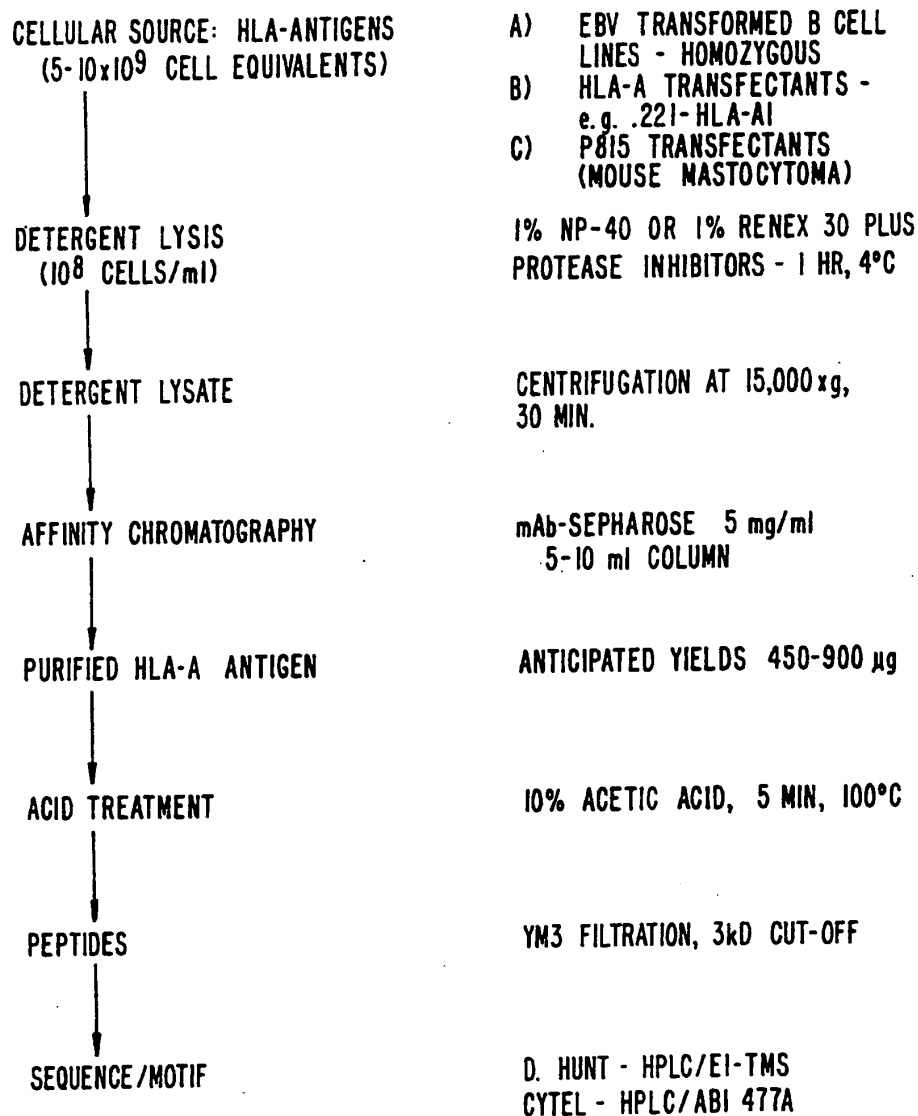 CELLULAR SOURCE: HLA-ANTIGENS
(5-10x10⁹ CELL EQUIVALENTS)
A) EBV TRANSFORMED B CELL
LINES - HOMOZYGOUS
B) HLA-A TRANSFECTANTS -
e.g. .221-HLA-A1
C) P815 TRANSFECTANTS
(MOUSE MASTOCYTOMA)
DETERGENT LYSIS
(10⁸ CELLS/ml)
1% NP-40 OR 1% RENEX 30 PLUS
PROTEASE INHIBITORS - 1 HR, 4°C
DETERGENT LYSATE
CENTRIFUGATION AT 15,000xg,
30 MIN.
AFFINITY CHROMATOGRAPHY
mAb-SEPHAROSE 5 mg/ml
5-10 ml COLUMN
PURIFIED HLA-A ANTIGEN
ANTICIPATED YIELDS 450-900 µg
ACID TREATMENT
10% ACETIC ACID, 5 MIN, 100°C
PEPTIDES
YM3 FILTRATION, 3kD CUT-OFF
SEQUENCE/MOTIF
D. HUNT - HPLC/EI-TMS
CYTEL - HPLC/ABI 477A